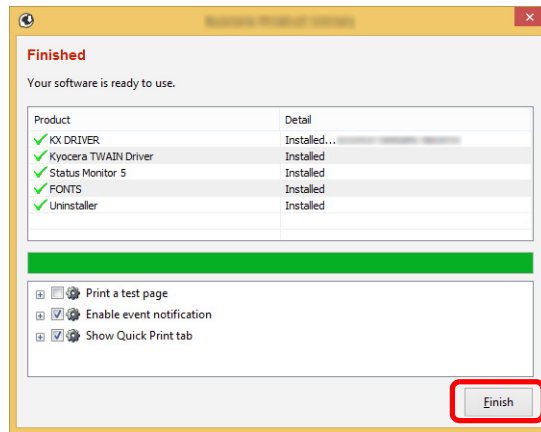 Finished
Your software is ready to use.
Product Detail
KX DRIVER Installed...
Kyocera TWAIN Driver Installed
Status Monitor 5 Installed
FONTS Installed
Uninstaller Installed
Print a test page
Enable event notification
Show Quick Print tab
Finish